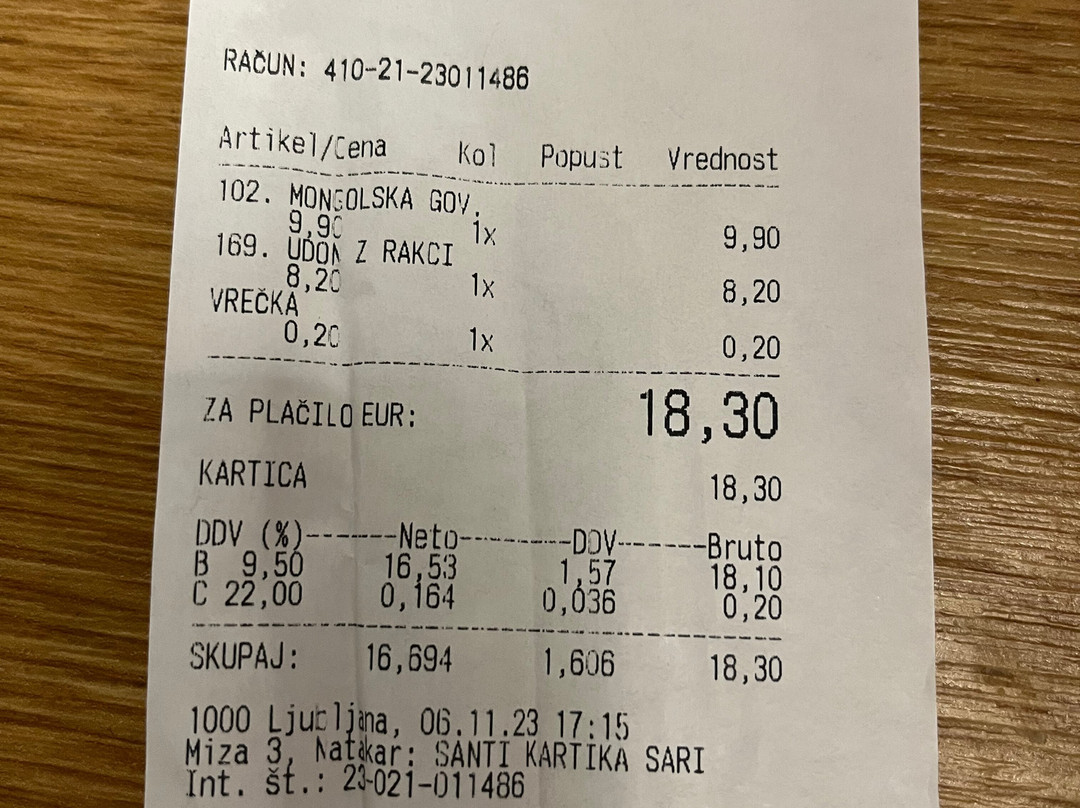 RAČUN: 410-21-23011486
Artikel/Cena Kol Popust Vrednost
102. MONGOLSKA GOV.
9,90 1x 9,90
169. UDON Z RAKCI
8,20 1x 8,20
VREČKA
0,20 1x 0,20
ZA PLAČILO EUR: 18,30
KARTICA 18,30
DDV (%)-------Neto---------DDV-------Bruto
B 9,50 16,53 1,57 18,10
C 22,00 0,164 0,036 0,20
SKUPAJ: 16,694 1,606 18,30
1000 Ljubljana, 06.11.23 17:15
Miza 3, Natakar: SANTI KARTIKA SARI
Int. št.: 23-021-011486